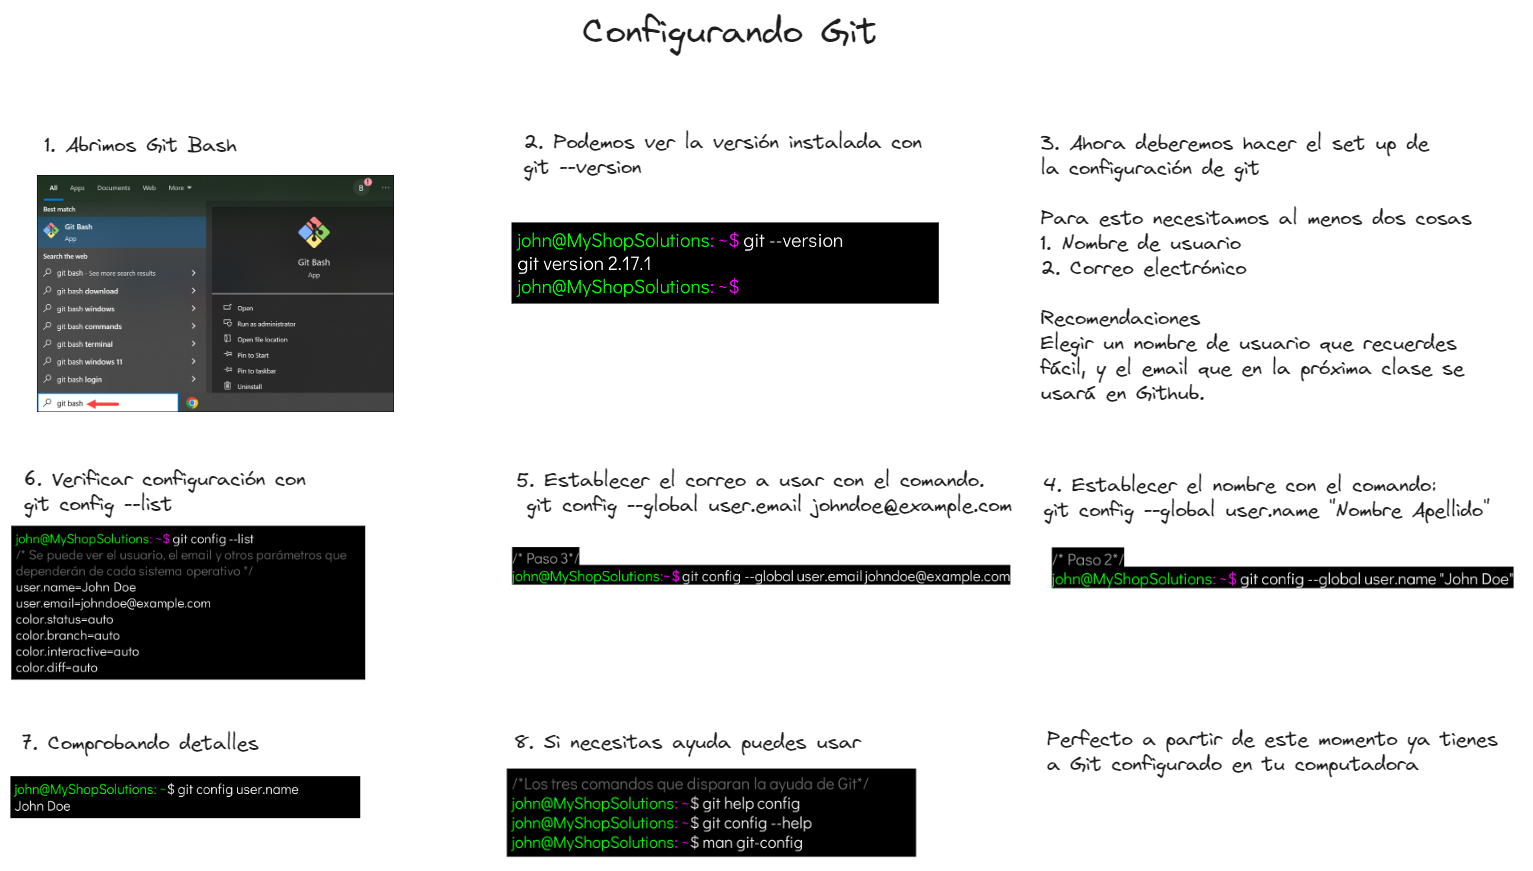 Configurando Git
1. Abrimos Git Bash
All Apps Documents Web More B
Best match
Git Bash
App
Search the web
git bash - See more search results
git bash download
git bash windows
git bash commands
git bash terminal
git bash windows 11
git bash login
git bash
Git Bash
App
Open
Run as administrator
Open file location
Pin to Start
Pin to taskbar
Uninstall
2. Podemos ver la versión instalada con
git --version
john@MyShopSolutions: ~$ git --version
git version 2.17.1
john@MyShopSolutions: ~$
3. Ahora deberemos hacer el set up de
la configuración de git
Para esto necesitamos al menos dos cosas
1. Nombre de usuario
2. Correo electrónico
Recomendaciones
Elegir un nombre de usuario que recuerdes
fácil, y el email que en la próxima clase se
usará en Github.
4. Establecer el nombre con el comando:
git config --global user.name "Nombre Apellido"
/* Paso 2*/
john@MyShopSolutions: ~$ git config --global user.name "John Doe"
5. Establecer el correo a usar con el comando.
git config --global user.email johndoe@example.com
/* Paso 3*/
john@MyShopSolutions:~$ git config --global user.email johndoe@example.com
6. Verificar configuración con
git config --list
john@MyShopSolutions: ~$ git config --list
/* Se puede ver el usuario, el email y otros parámetros que
dependerán de cada sistema operativo */
user.name=John Doe
user.email=johndoe@example.com
color.status=auto
color.branch=auto
color.interactive=auto
color.diff=auto
7. Comprobando detalles
john@MyShopSolutions: ~$ git config user.name
John Doe
8. Si necesitas ayuda puedes usar
/*Los tres comandos que disparan la ayuda de Git*/
john@MyShopSolutions: ~$ git help config
john@MyShopSolutions: ~$ git config --help
john@MyShopSolutions: ~$ man git-config
Perfecto a partir de este momento ya tienes
a Git configurado en tu computadora